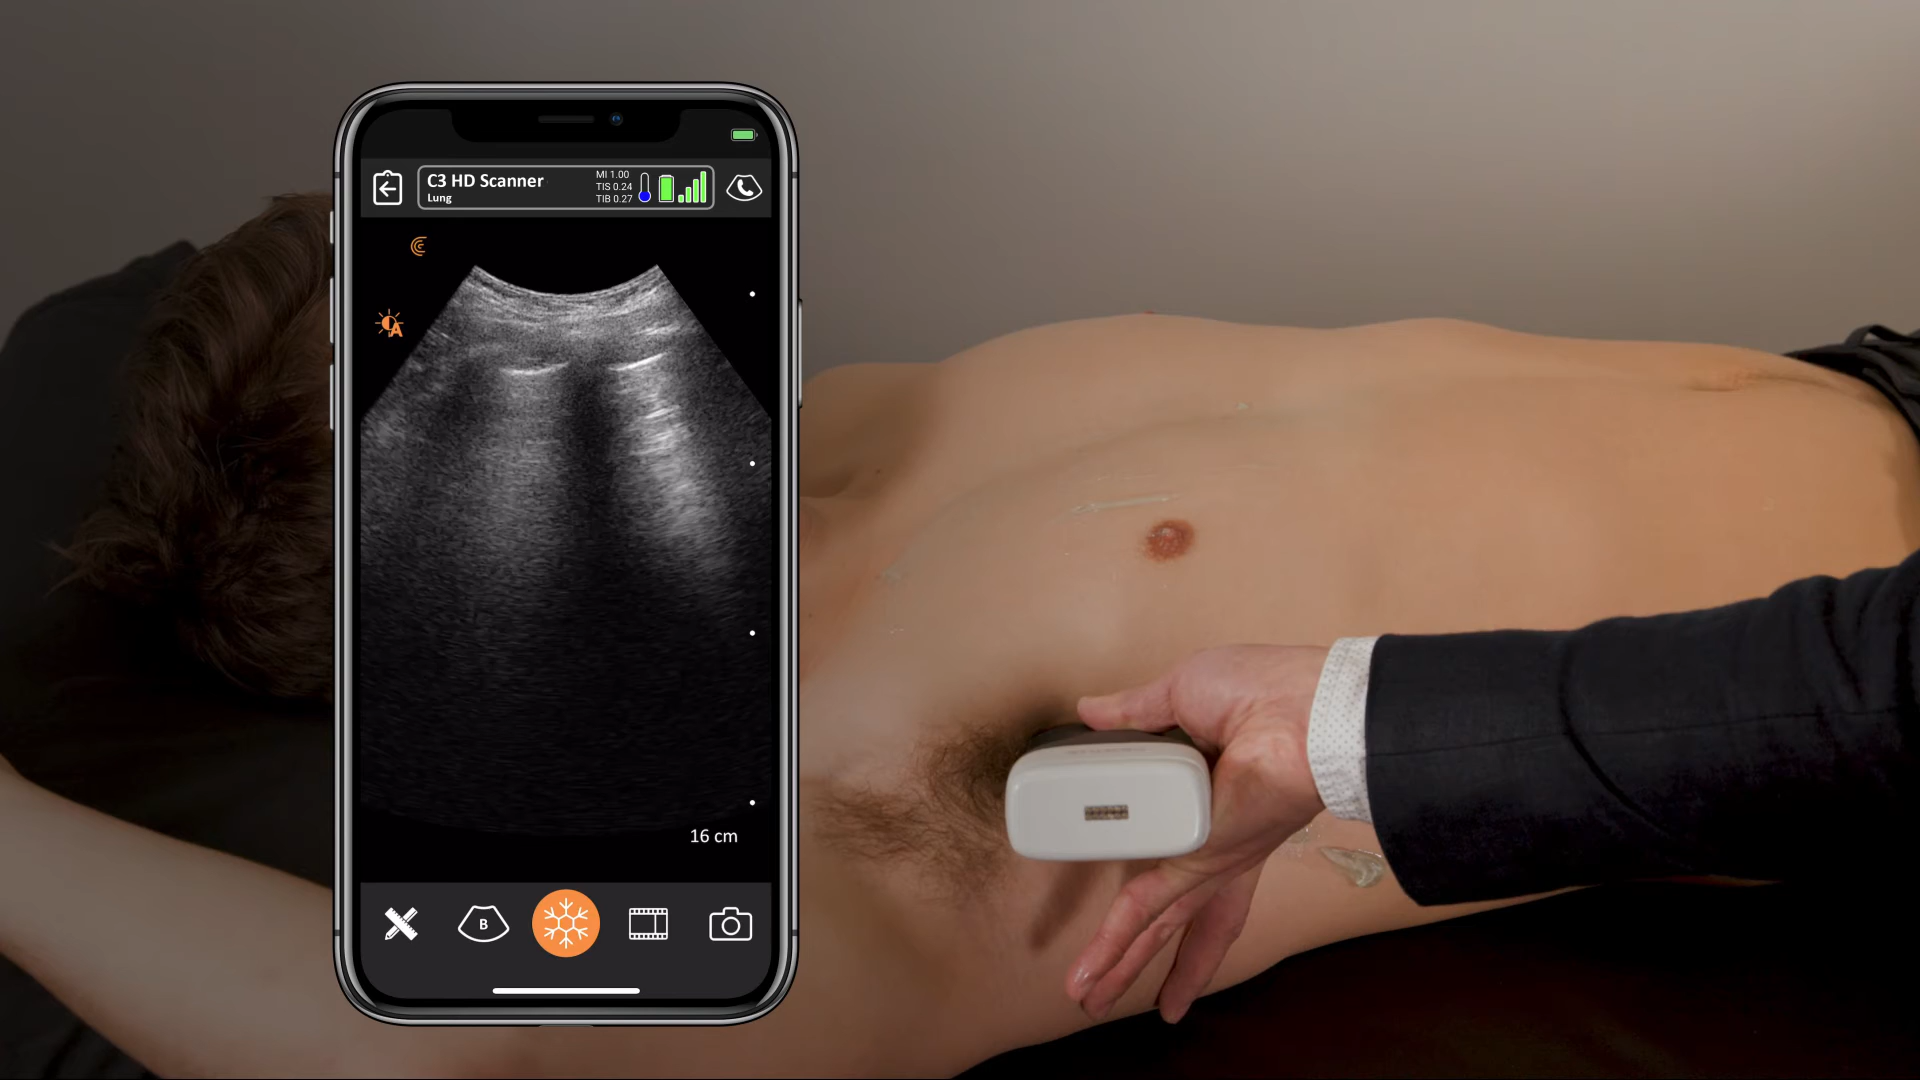 C3 HD Scanner
Lung
MI 1.00
TIS 0.24
TIB 0.27
A
B
16 cm